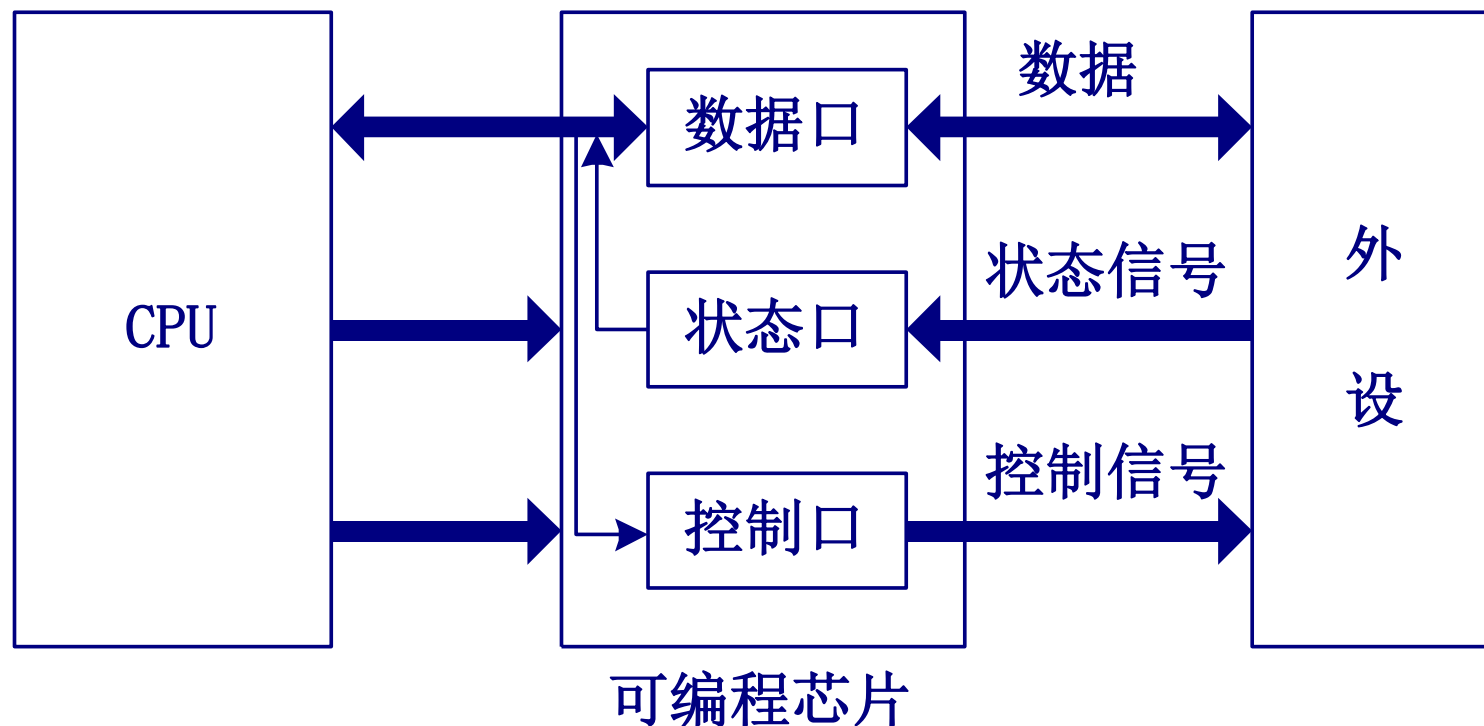 CPU
数据口
状态口
控制口
数据
状态信号
控制信号
外
设
可编程芯片